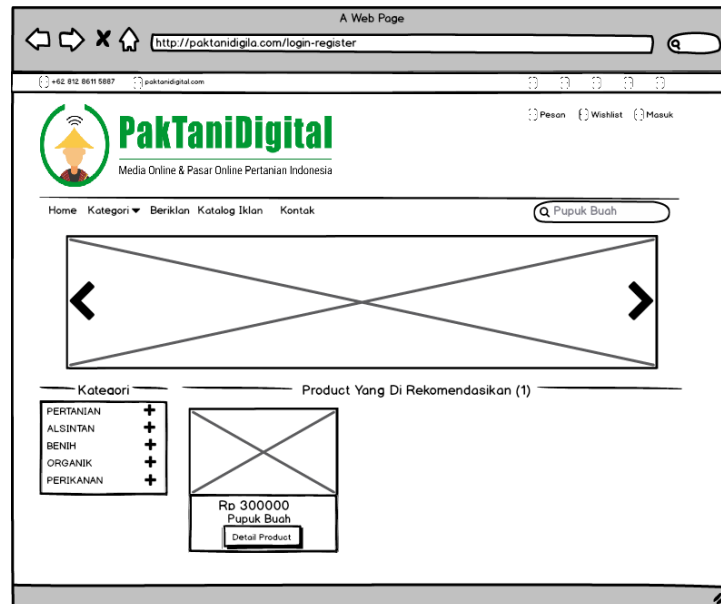 A Web Page
http://paktanidigila.com/login-register
+62 812 8611 5887 paktanidigital.com
Pesan Wishlist Masuk
PakTaniDigital
Media Online & Pasar Online Pertanian Indonesia
Home Kategori Beriklan Katalog Iklan Kontak
Pupuk Buah
Kategori
Product Yang Di Rekomendasikan (1)
PERTANIAN
ALSINTAN
BENIH
ORGANIK
PERIKANAN
Rp 300000
Pupuk Buah
Detail Product